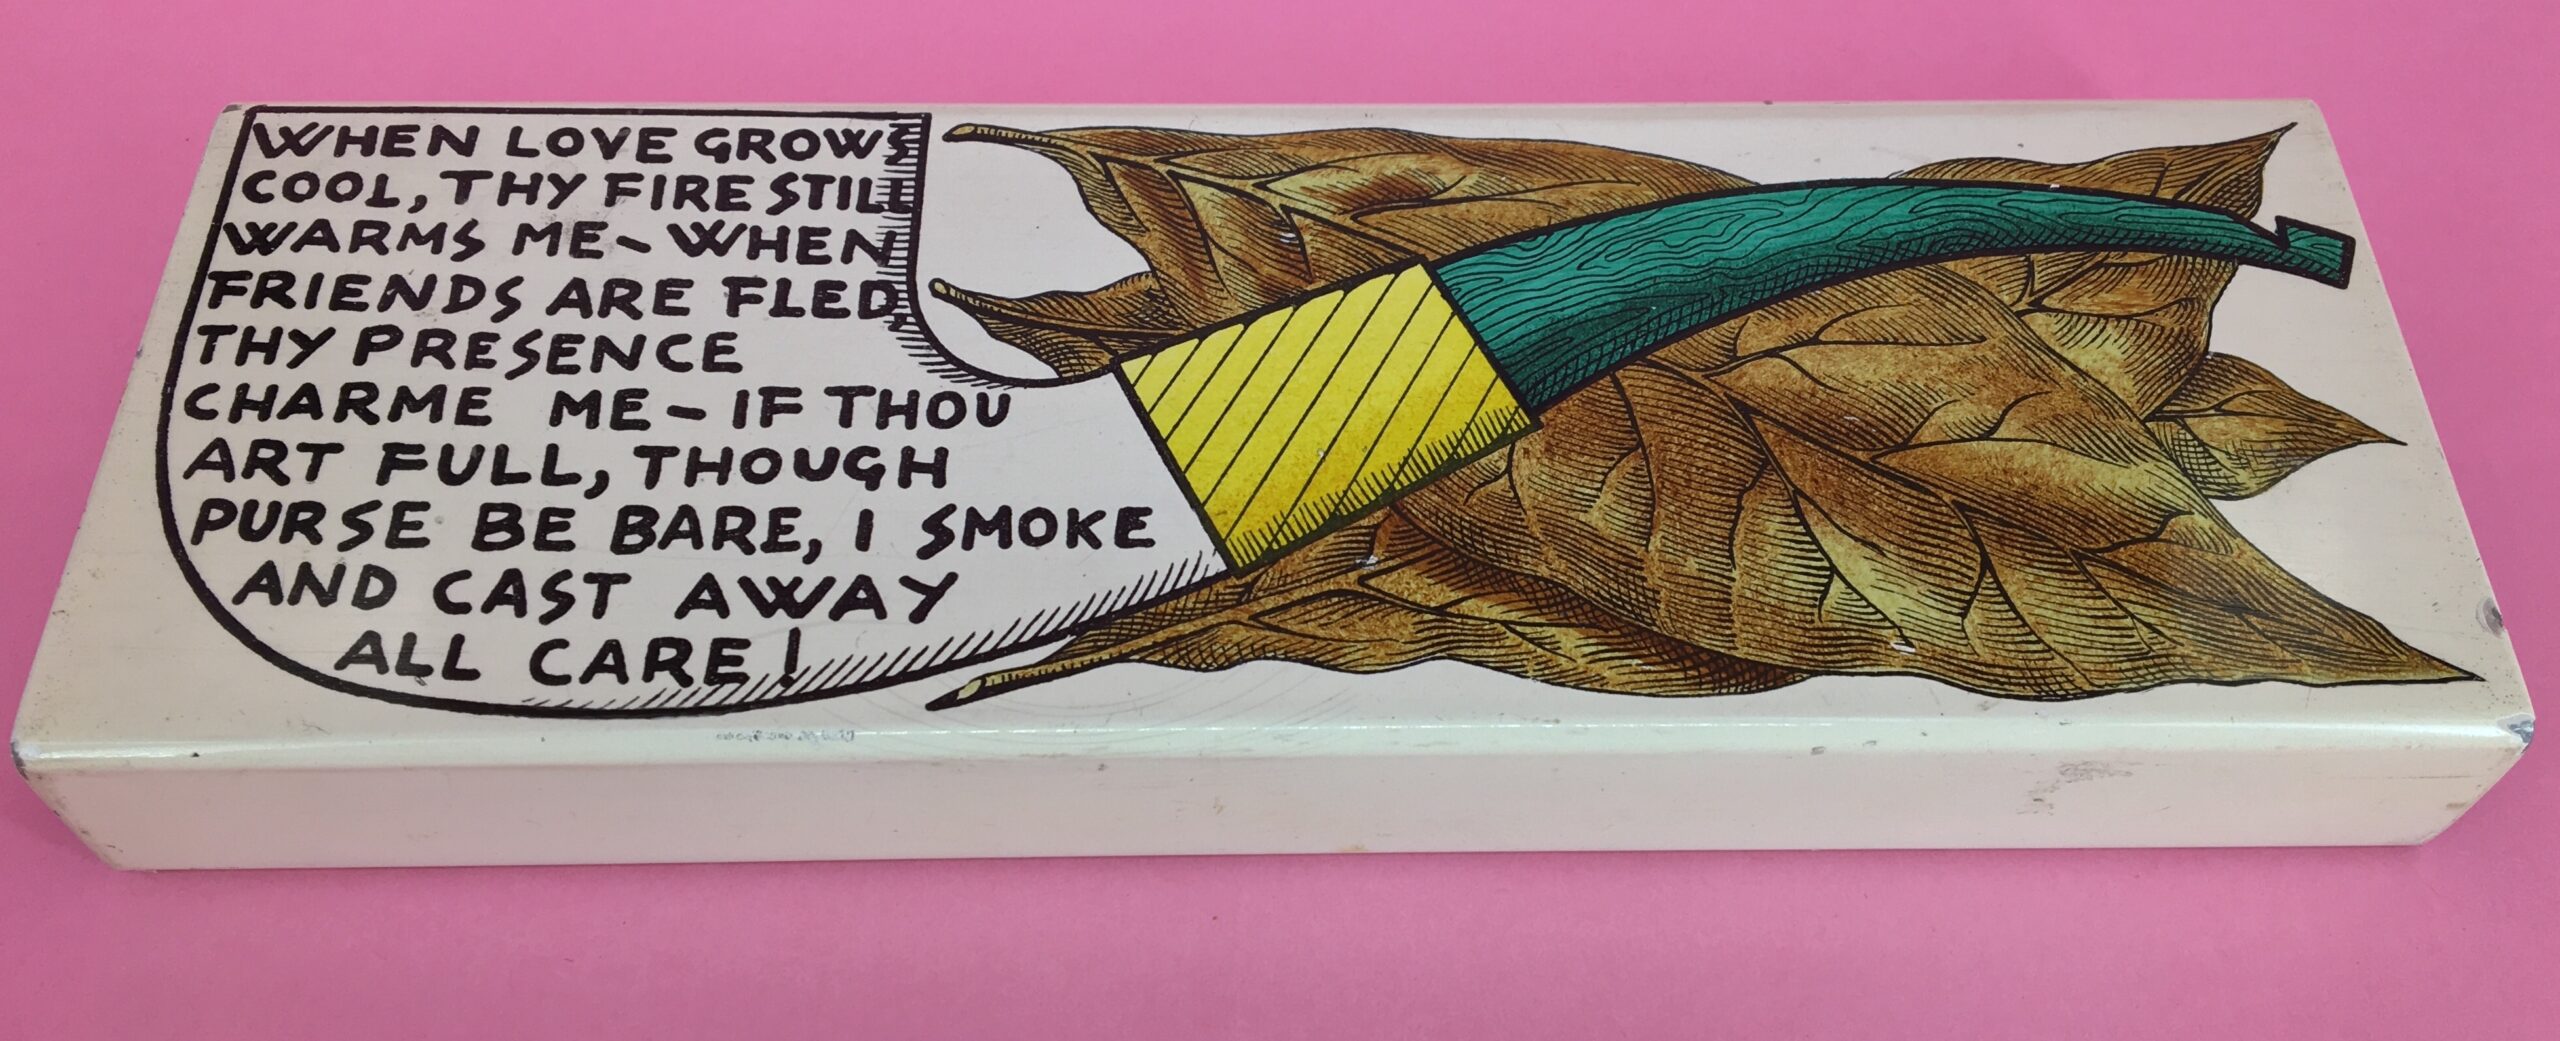 WHEN LOVE GROWS
COOL, THY FIRE STILL
WARMS ME~WHEN
FRIENDS ARE FLED,
THY PRESENCE
CHARME ME~IF THOU
ART FULL, THOUGH
PURSE BE BARE, I SMOKE
AND CAST AWAY
ALL CARE!